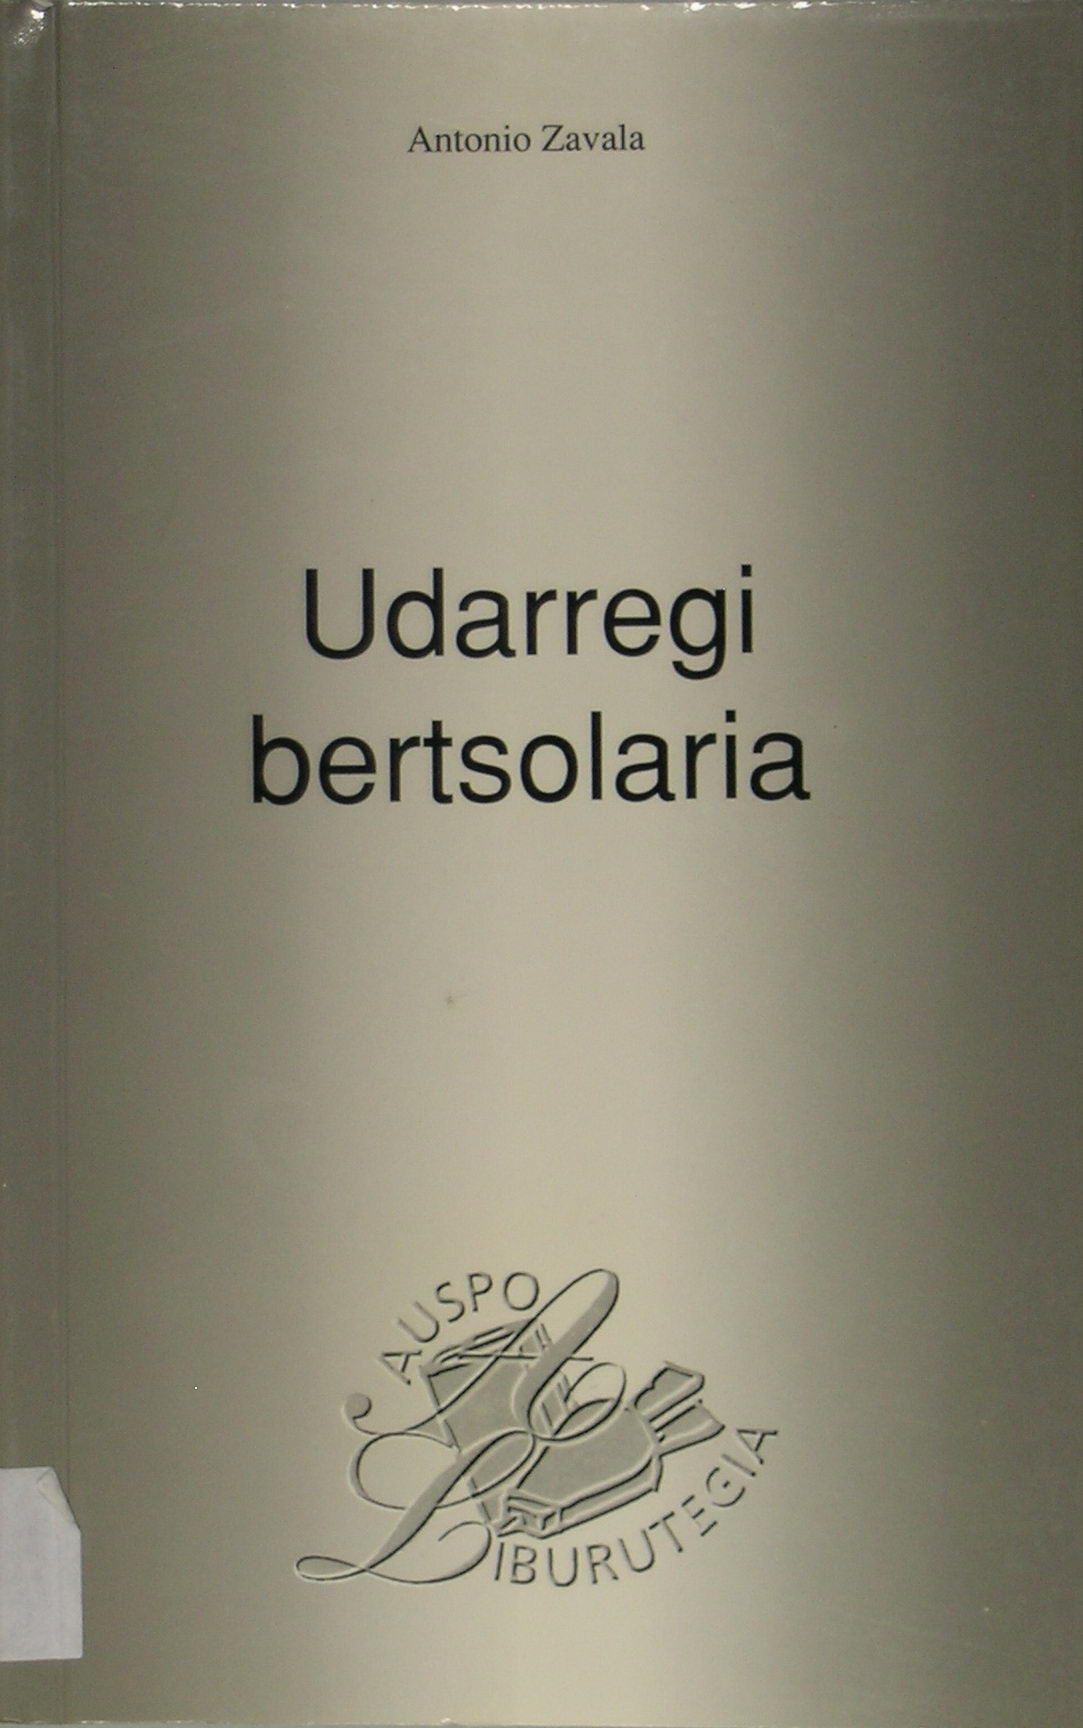 Antonio Zavala
Udarregi
bertsolaria
AUSPO
LIBURUTEGIA